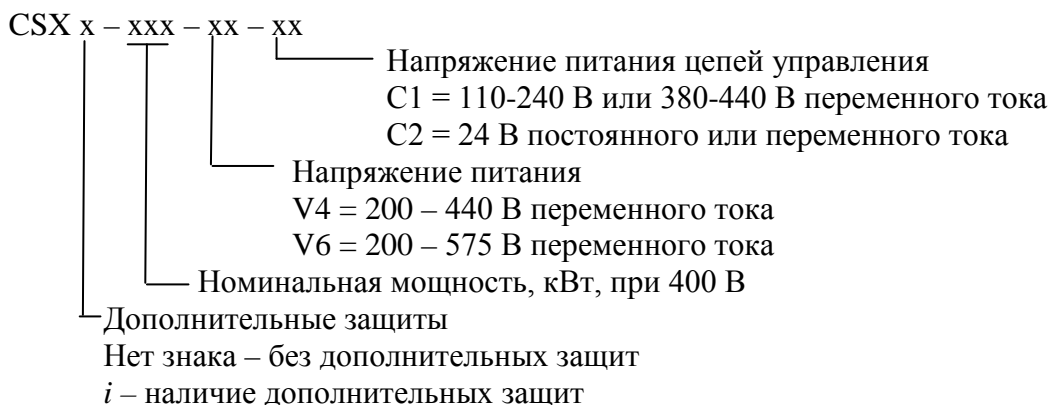 CSX x – xxx – xx – xx
Напряжение питания цепей управления
C1 = 110-240 В или 380-440 В переменного тока
C2 = 24 В постоянного или переменного тока
Напряжение питания
V4 = 200 – 440 В переменного тока
V6 = 200 – 575 В переменного тока
Номинальная мощность, кВт, при 400 В
Дополнительные защиты
Нет знака – без дополнительных защит
i – наличие дополнительных защит